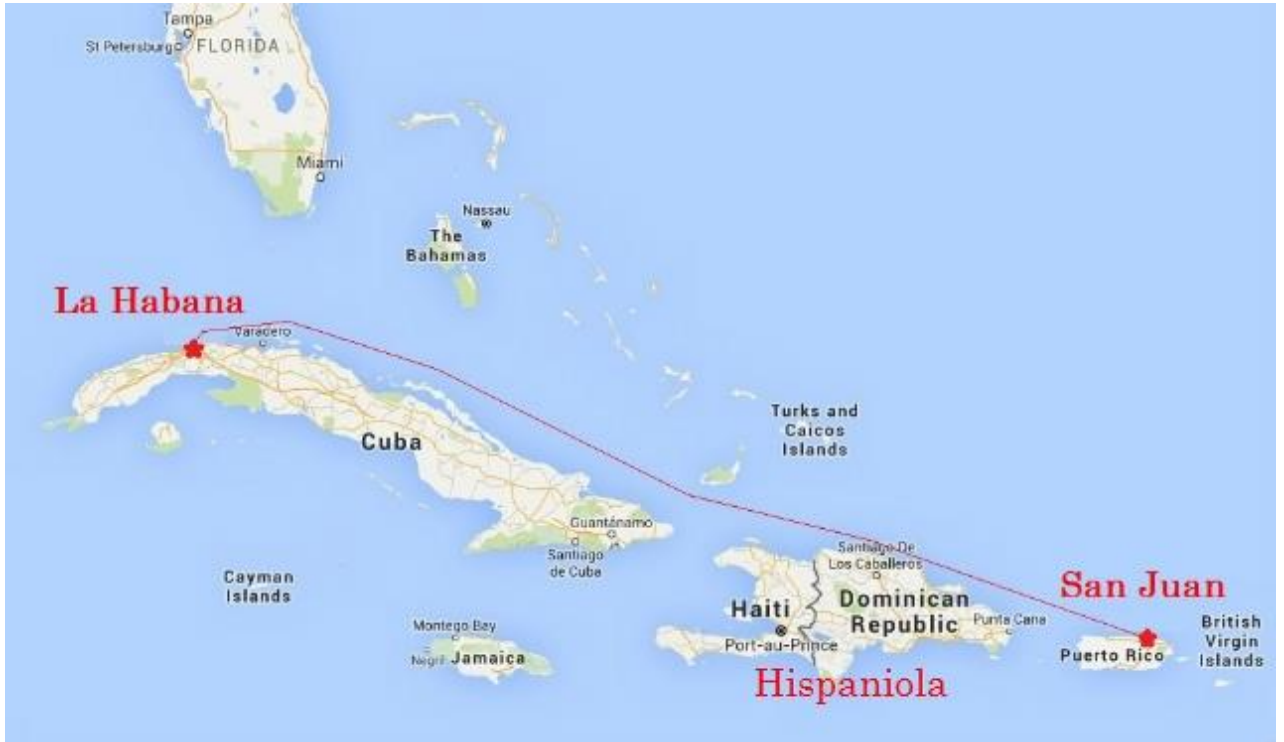 Tampa
St Petersburg
FLORIDA
Miami
Nassau
The
Bahamas
La Habana
Varadero
Turks and
Caicos
Islands
Cuba
Guantánamo
Santiago
de Cuba
Santiago De
Los Caballeros
Cayman
Islands
San Juan
Haiti
Dominican
Republic
Punta Cana
British
Virgin
Islands
Montego Bay
Negril
Jamaica
Port-au-Prince
Puerto Rico
Hispaniola